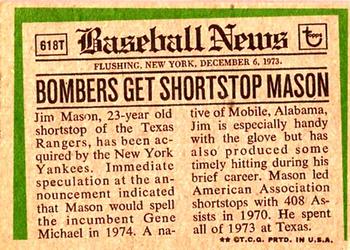 618T
Baseball News
topps
FLUSHING, NEW YORK, DECEMBER 6, 1973.
BOMBERS GET SHORTSTOP MASON
Jim Mason, 23-year old
shortstop of the Texas
Rangers, has been ac-
quired by the New York
Yankees. Immediate
speculation at the an-
nouncement indicated
that Mason would spell
the incumbent Gene
Michael in 1974. A na-
tive of Mobile, Alabama,
Jim is especially handy
with the glove but has
also produced some
timely hitting during his
brief career. Mason led
American Association
shortstops with 408 As-
sists in 1970. He spent
all of 1973 at Texas.
** ©T.C.G. PRTD. IN U.S.A.